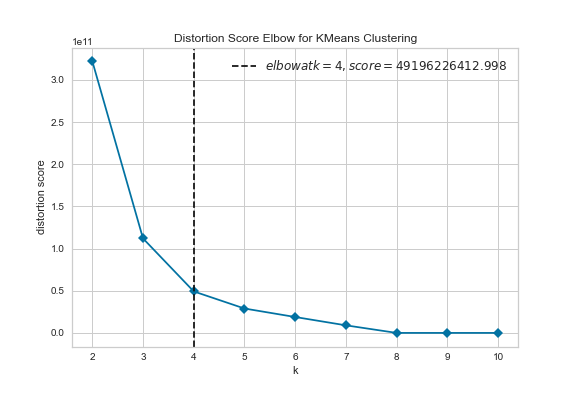 Distortion Score Elbow for KMeans Clustering
1e11
elbowatk = 4, score = 49196226412.998
3.0
2.5
2.0
1.5
1.0
0.5
0.0
distortion score
2 3 4 5 6 7 8 9 10
k